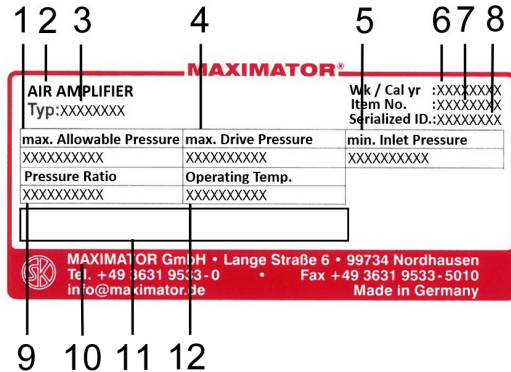 1 2 3 4 5 6 7 8
MAXIMATOR®
AIR AMPLIFIER
Typ:XXXXXXXX
Wk / Cal yr :XXXXXXXX
Item No. :XXXXXXXX
Serialized ID.:XXXXXXXX
max. Allowable Pressure max. Drive Pressure min. Inlet Pressure
XXXXXXXXXX XXXXXXXXXX XXXXXXXXXX
Pressure Ratio Operating Temp.
XXXXXXXXXX XXXXXXXXXX
SK
MAXIMATOR GmbH • Lange Straße 6 • 99734 Nordhausen
Tel. +49 3631 9533-0 • Fax +49 3631 9533-5010
info@maximator.de Made in Germany
9 10 11 12